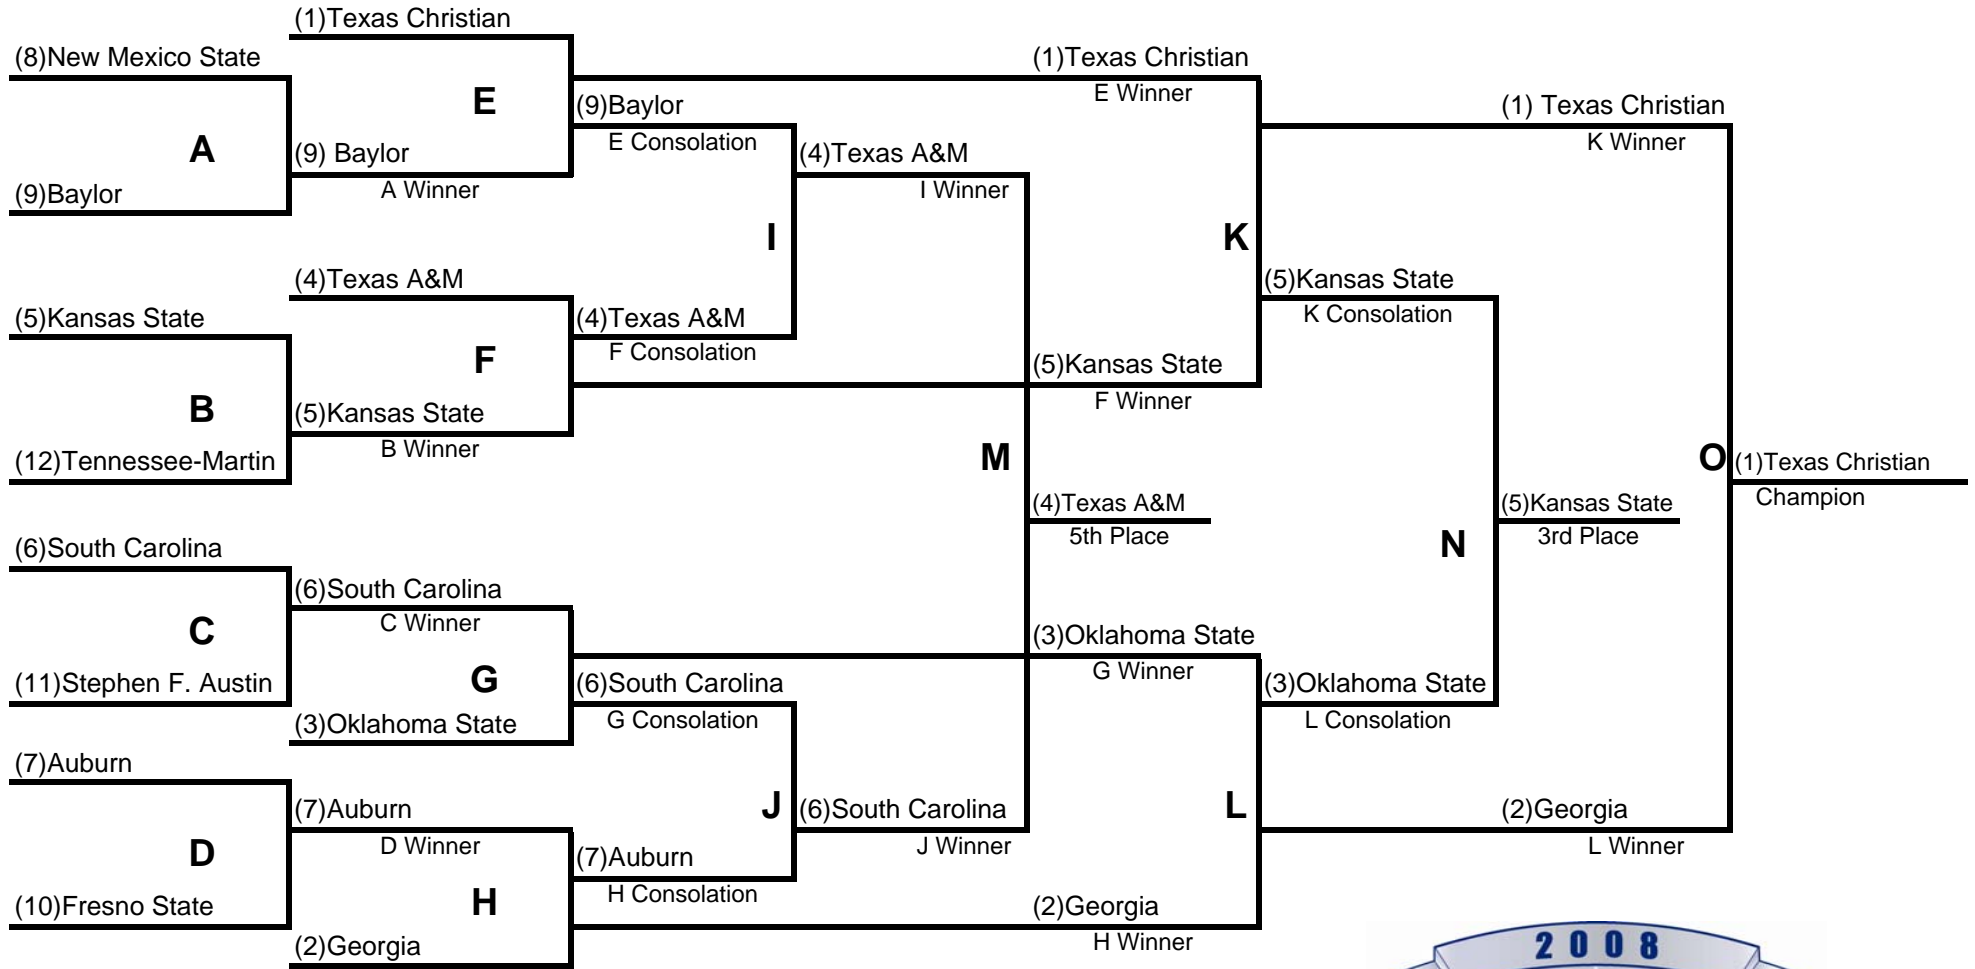 (1)Texas Christian
(8)New Mexico State
(1)Texas Christian
E Winner
E
(9)Baylor
E Consolation
(1) Texas Christian
K Winner
A
(9) Baylor
A Winner
(4)Texas A&M
I Winner
(9)Baylor
I
K
(4)Texas A&M
(5)Kansas State
K Consolation
(5)Kansas State
(4)Texas A&M
F Consolation
F
(5)Kansas State
F Winner
B
(5)Kansas State
B Winner
(12)Tennessee-Martin
M
O
(1)Texas Christian
Champion
(4)Texas A&M
5th Place
(5)Kansas State
3rd Place
N
(6)South Carolina
(6)South Carolina
C Winner
C
(3)Oklahoma State
G Winner
(11)Stephen F. Austin
G
(6)South Carolina
G Consolation
(3)Oklahoma State
L Consolation
(3)Oklahoma State
(7)Auburn
(7)Auburn
D Winner
J
(6)South Carolina
J Winner
L
(2)Georgia
L Winner
D
(7)Auburn
H Consolation
(10)Fresno State
H
(2)Georgia
H Winner
(2)Georgia
2008